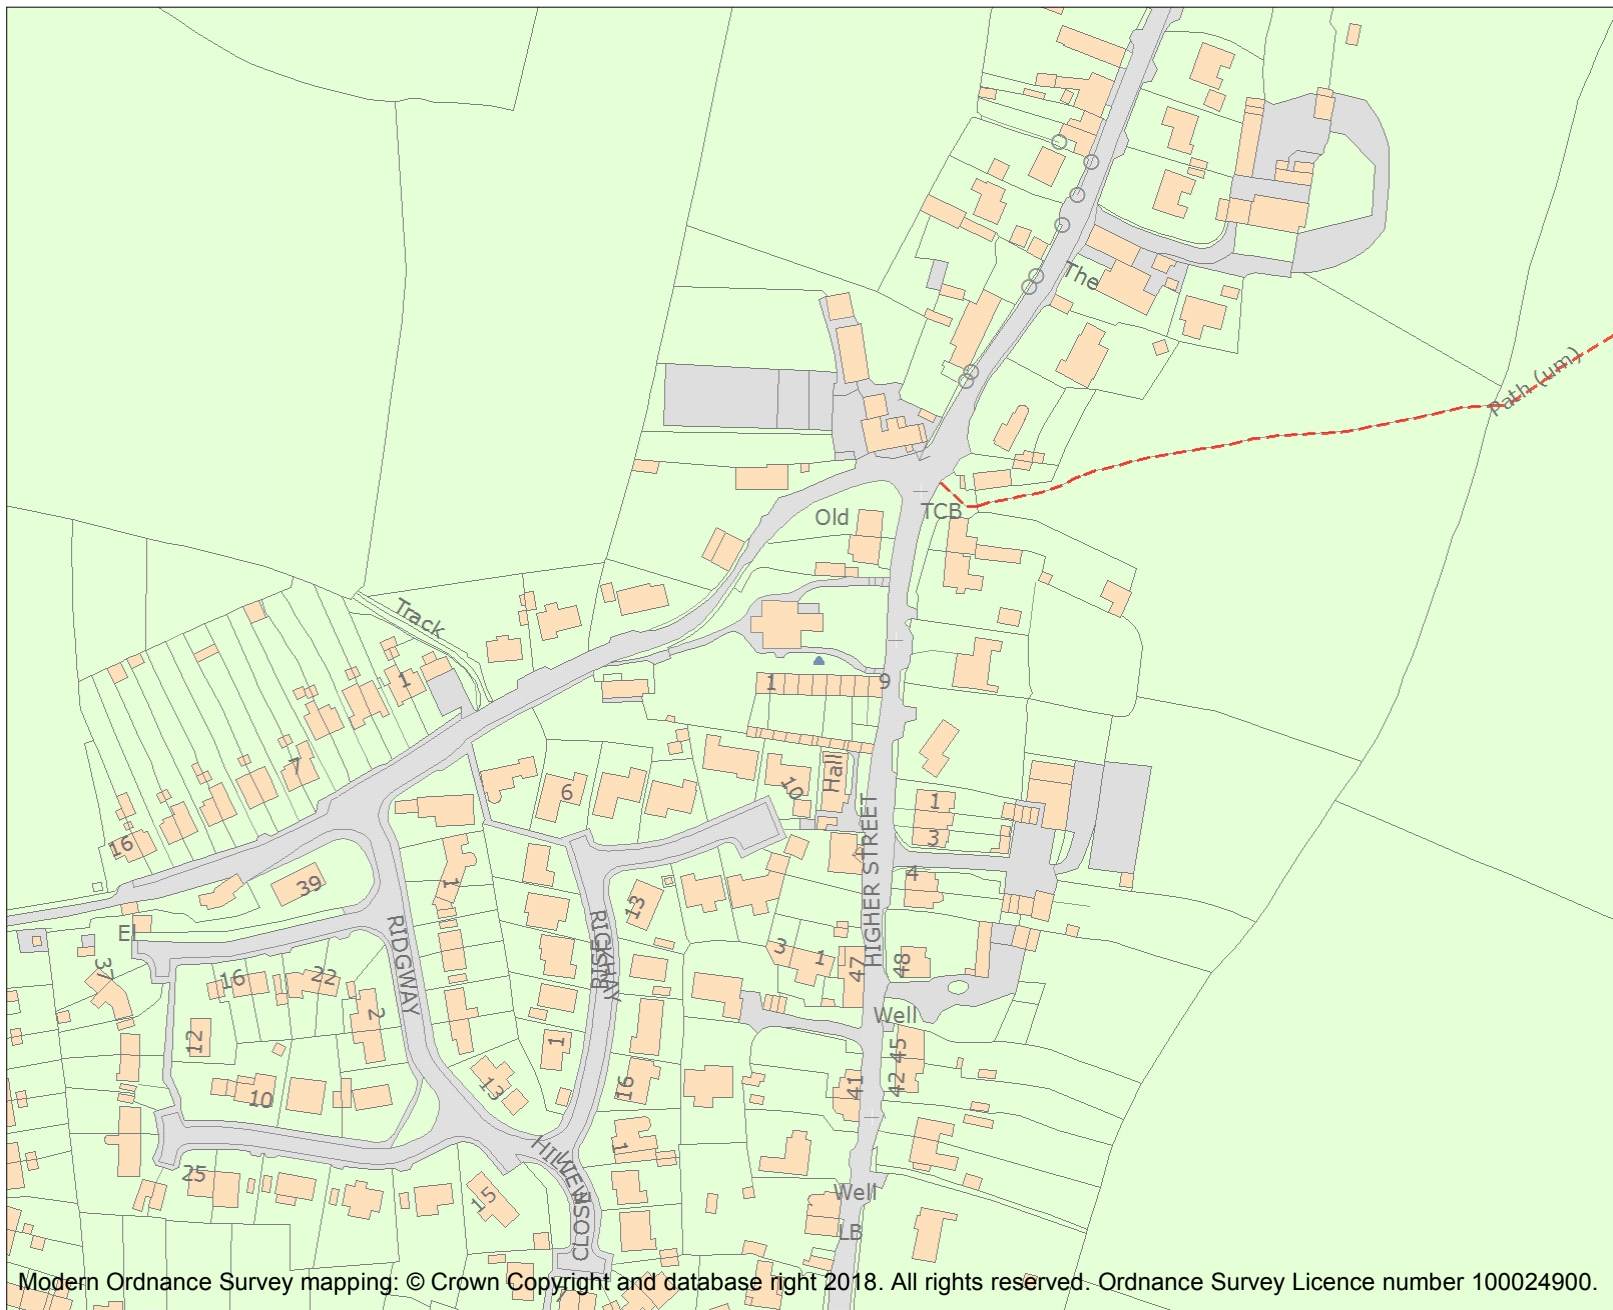 The
Path (um)
TCB
Old
Track
1
9
1
7
6
10
Hall
1
3
16
HIGHER STREET
4
39
1
13
El
RIDGWAY
3
1
47
48
37
16
22
2
Well
12
1
45
10
13
16
41
42
1
25
15
Well
CLOSE
LB
Modern Ordnance Survey mapping: © Crown Copyright and database right 2018. All rights reserved. Ordnance Survey Licence number 100024900.